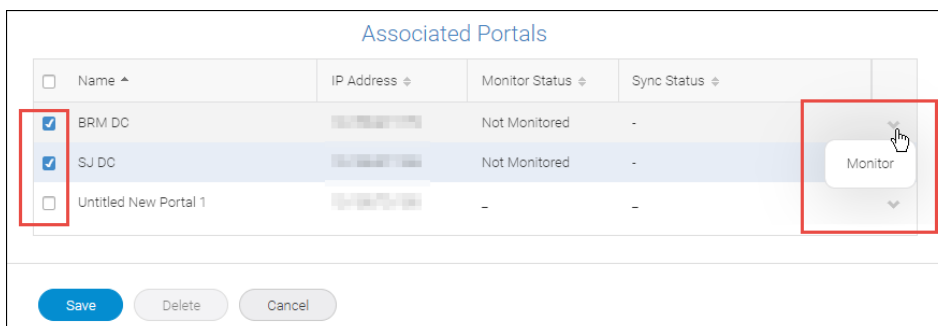 Associated Portals
Name IP Address Monitor Status Sync Status
BRM DC Not Monitored -
SJ DC Not Monitored - Monitor
Untitled New Portal 1 – –
Save Delete Cancel